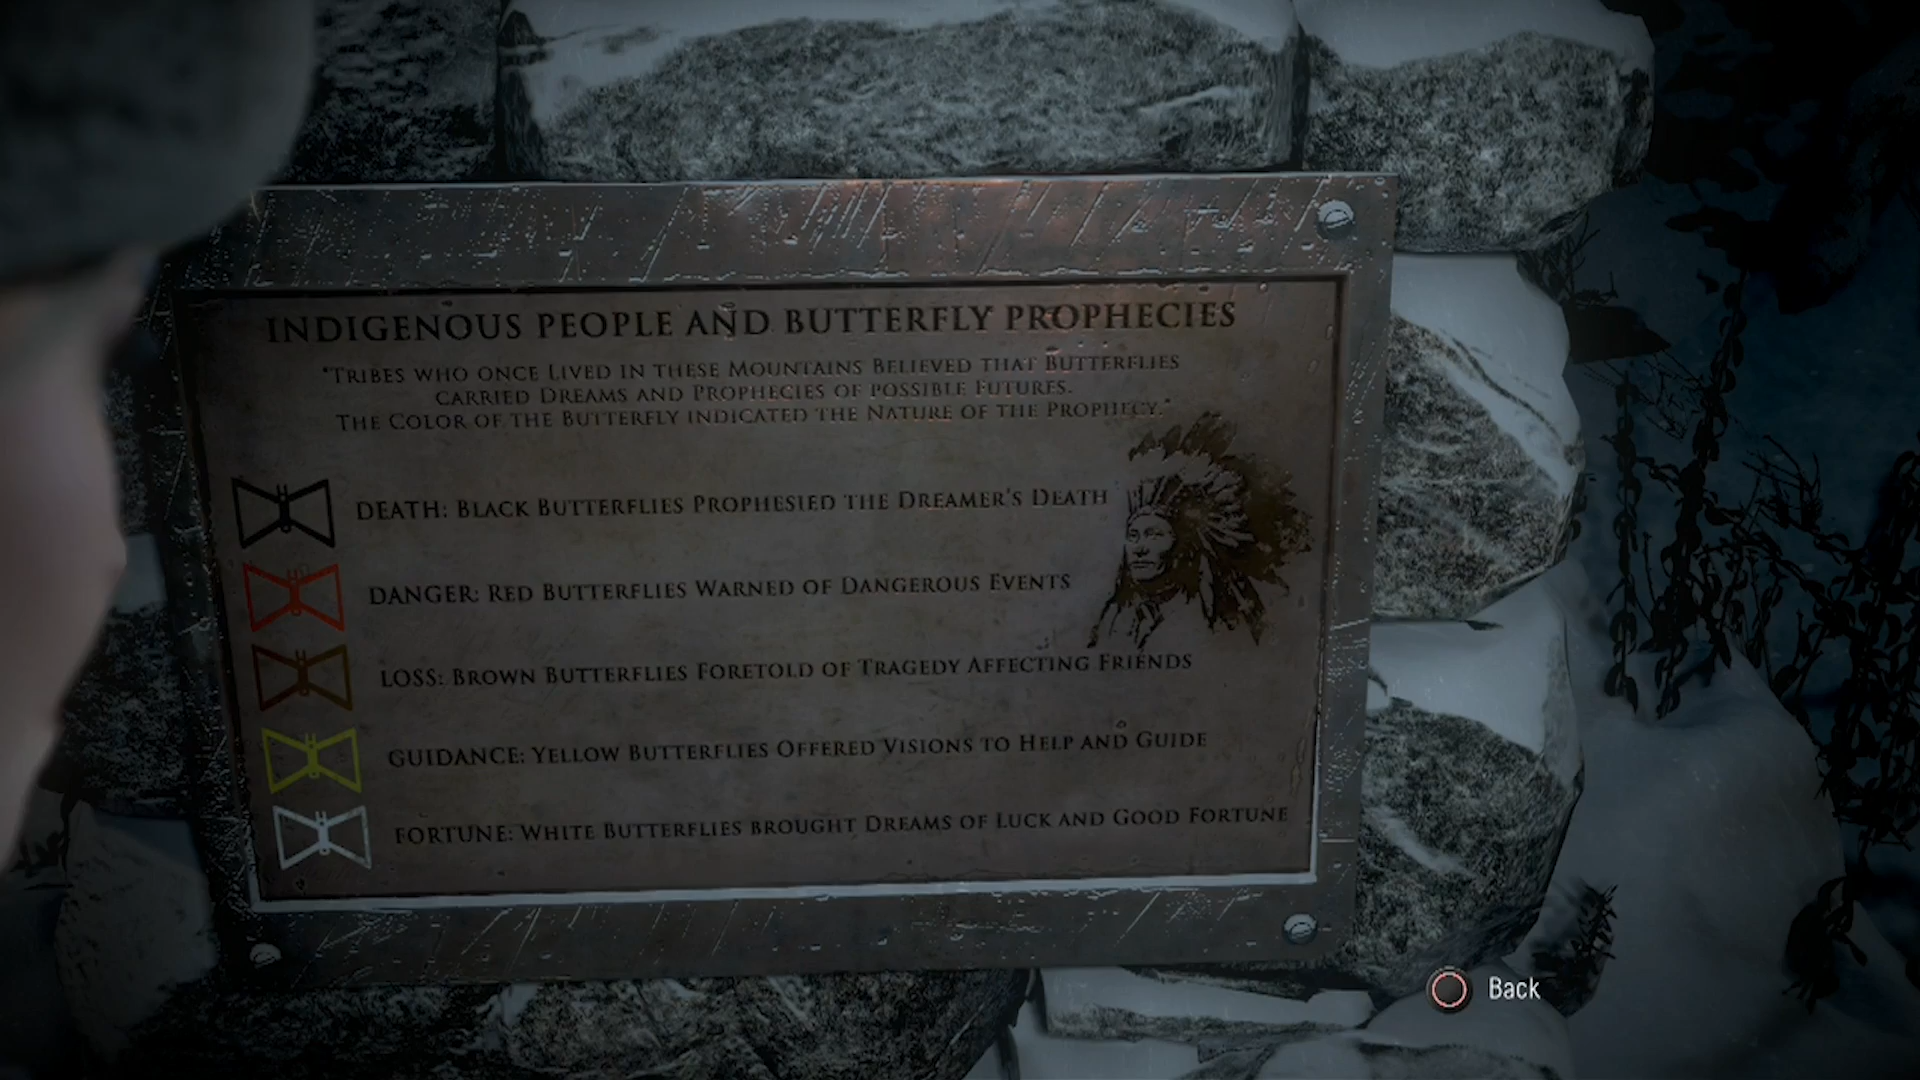 INDIGENOUS PEOPLE AND BUTTERFLY PROPHECIES
"TRIBES WHO ONCE LIVED IN THESE MOUNTAINS BELIEVED THAT BUTTERFLIES
CARRIED DREAMS AND PROPHECIES OF POSSIBLE FUTURES.
THE COLOR OF THE BUTTERFLY INDICATED THE NATURE OF THE PROPHECY."
DEATH: BLACK BUTTERFLIES PROPHESIED THE DREAMER'S DEATH
DANGER: RED BUTTERFLIES WARNED OF DANGEROUS EVENTS
LOSS: BROWN BUTTERFLIES FORETOLD OF TRAGEDY AFFECTING FRIENDS
GUIDANCE: YELLOW BUTTERFLIES OFFERED VISIONS TO HELP AND GUIDE
FORTUNE: WHITE BUTTERFLIES BROUGHT DREAMS OF LUCK AND GOOD FORTUNE
Back